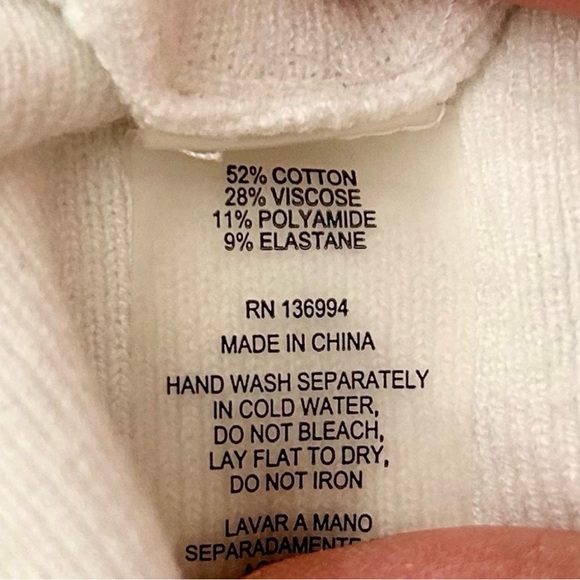 52% COTTON
28% VISCOSE
11% POLYAMIDE
9% ELASTANE
RN 136994
MADE IN CHINA
HAND WASH SEPARATELY
IN COLD WATER,
DO NOT BLEACH,
LAY FLAT TO DRY,
DO NOT IRON
LAVAR A MANO
SEPARADAMENTE